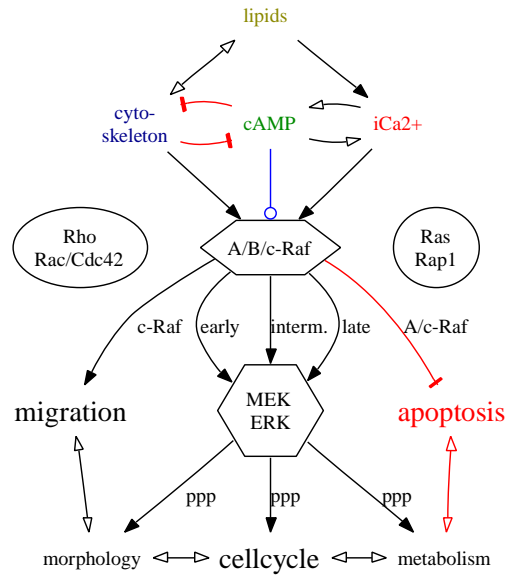 lipids
cyto-
skeleton
cAMP
iCa2+
Rho
Rac/Cdc42
A/B/c-Raf
Ras
Rap1
c-Raf
early
interm.
late
A/c-Raf
migration
MEK
ERK
apoptosis
ppp
ppp
ppp
morphology
cellcycle
metabolism